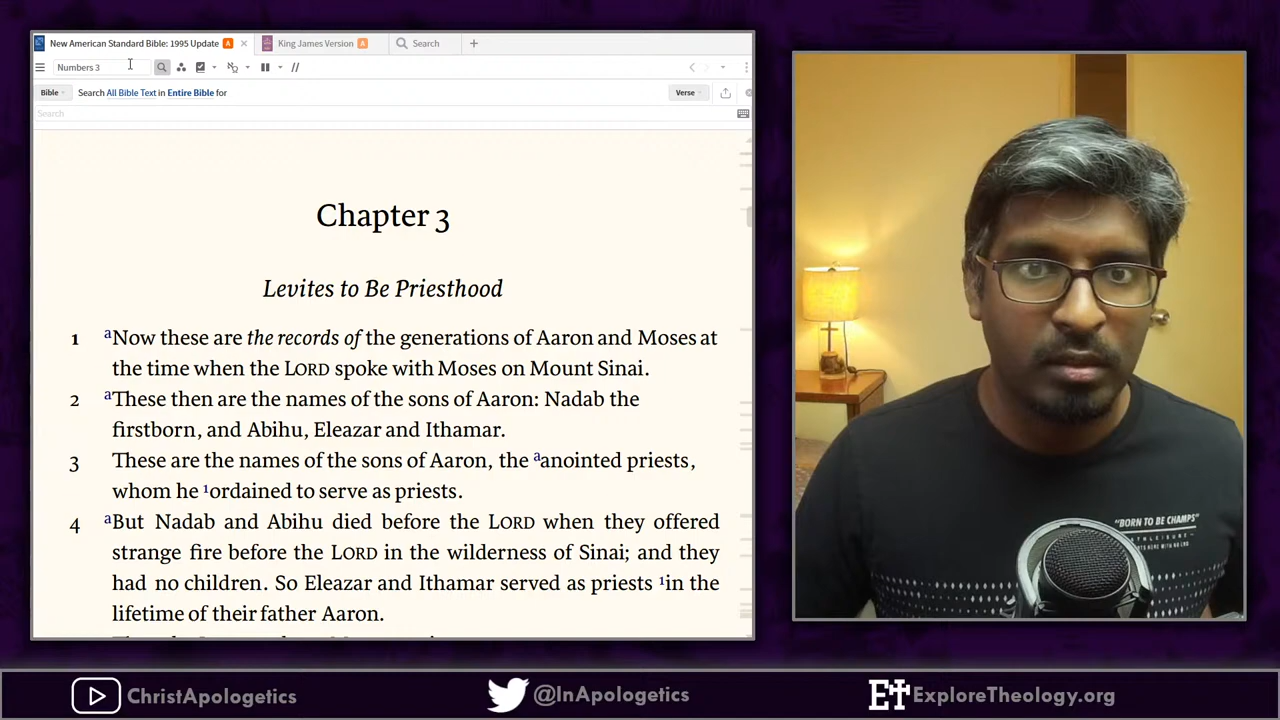 New American Standard Bible: 1995 Update A
King James Version A
Search
Numbers 3
Bible Search All Bible Text in Entire Bible for
Verse
Search
Chapter 3
Levites to Be Priesthood
1 aNow these are the records of the generations of Aaron and Moses at
the time when the LORD spoke with Moses on Mount Sinai.
2 aThese then are the names of the sons of Aaron: Nadab the
firstborn, and Abihu, Eleazar and Ithamar.
3 These are the names of the sons of Aaron, the aanointed priests,
whom he 1ordained to serve as priests.
4 aBut Nadab and Abihu died before the LORD when they offered
strange fire before the LORD in the wilderness of Sinai; and they
had no children. So Eleazar and Ithamar served as priests 1in the
lifetime of their father Aaron.
"BORN TO BE CHAMPS"
ChristApologetics
@InApologetics
ExploreTheology.org